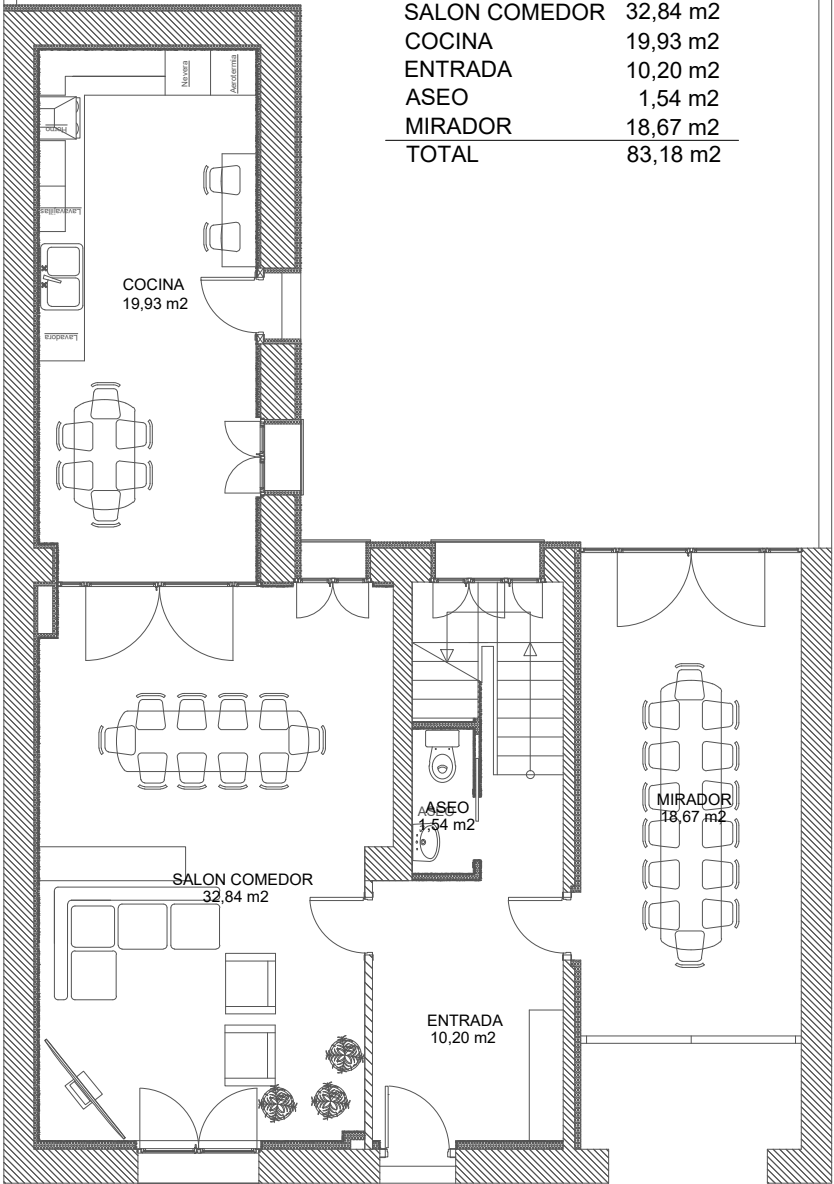 SALON COMEDOR 32,84 m2
COCINA 19,93 m2
ENTRADA 10,20 m2
ASEO 1,54 m2
MIRADOR 18,67 m2
TOTAL 83,18 m2
Nevera
Aerotermia
Horno
Lavavajillas
COCINA
19,93 m2
Lavadora
ASEO
ASEO
1,54 m2
MIRADOR
18,67 m2
SALON COMEDOR
32,84 m2
ENTRADA
10,20 m2